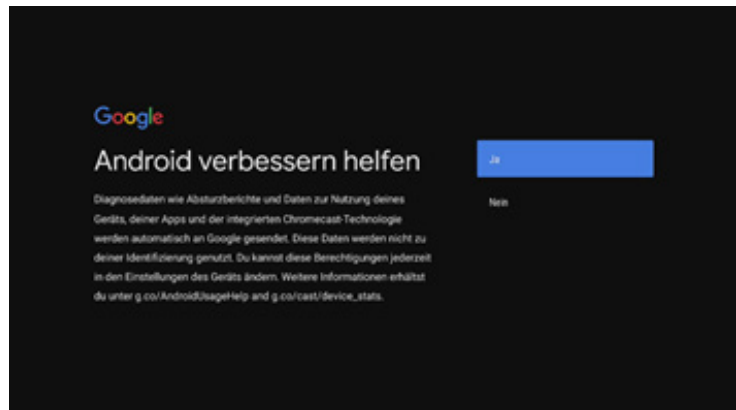 Google
Android verbessern helfen
Diagnosedaten wie Absturzberichte und Daten zur Nutzung deines
Geräts, deiner Apps und der integrierten Chromecast-Technologie
werden automatisch an Google gesendet. Diese Daten werden nicht zu
deiner Identifizierung genutzt. Du kannst diese Berechtigungen jederzeit
in den Einstellungen des Geräts ändern. Weitere Informationen erhältst
du unter g.co/AndroidUsageHelp and g.co/cast/device_stats.
Ja
Nein